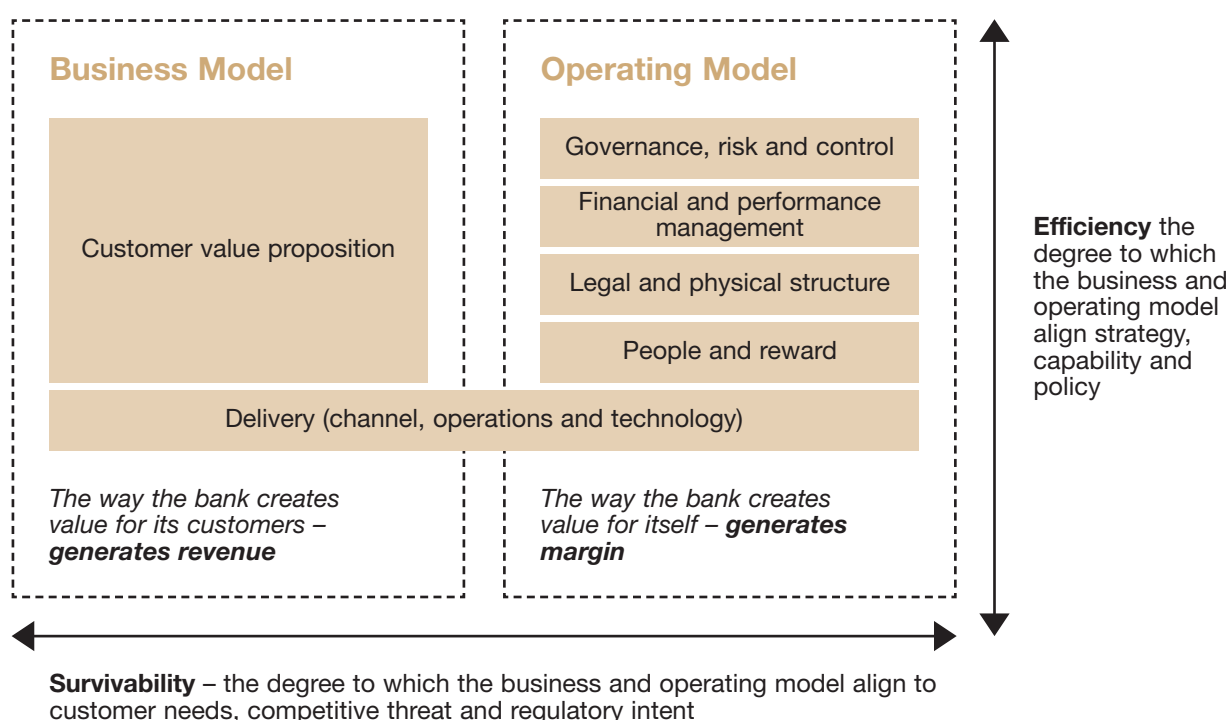 Business Model
Customer value proposition
Operating Model
Governance, risk and control
Financial and performance
management
Legal and physical structure
People and reward
Delivery (channel, operations and technology)
The way the bank creates
value for its customers –
generates revenue
The way the bank creates
value for itself – generates
margin
Efficiency the
degree to which
the business and
operating model
align strategy,
capability and
policy
Survivability – the degree to which the business and operating model align to
customer needs, competitive threat and regulatory intent